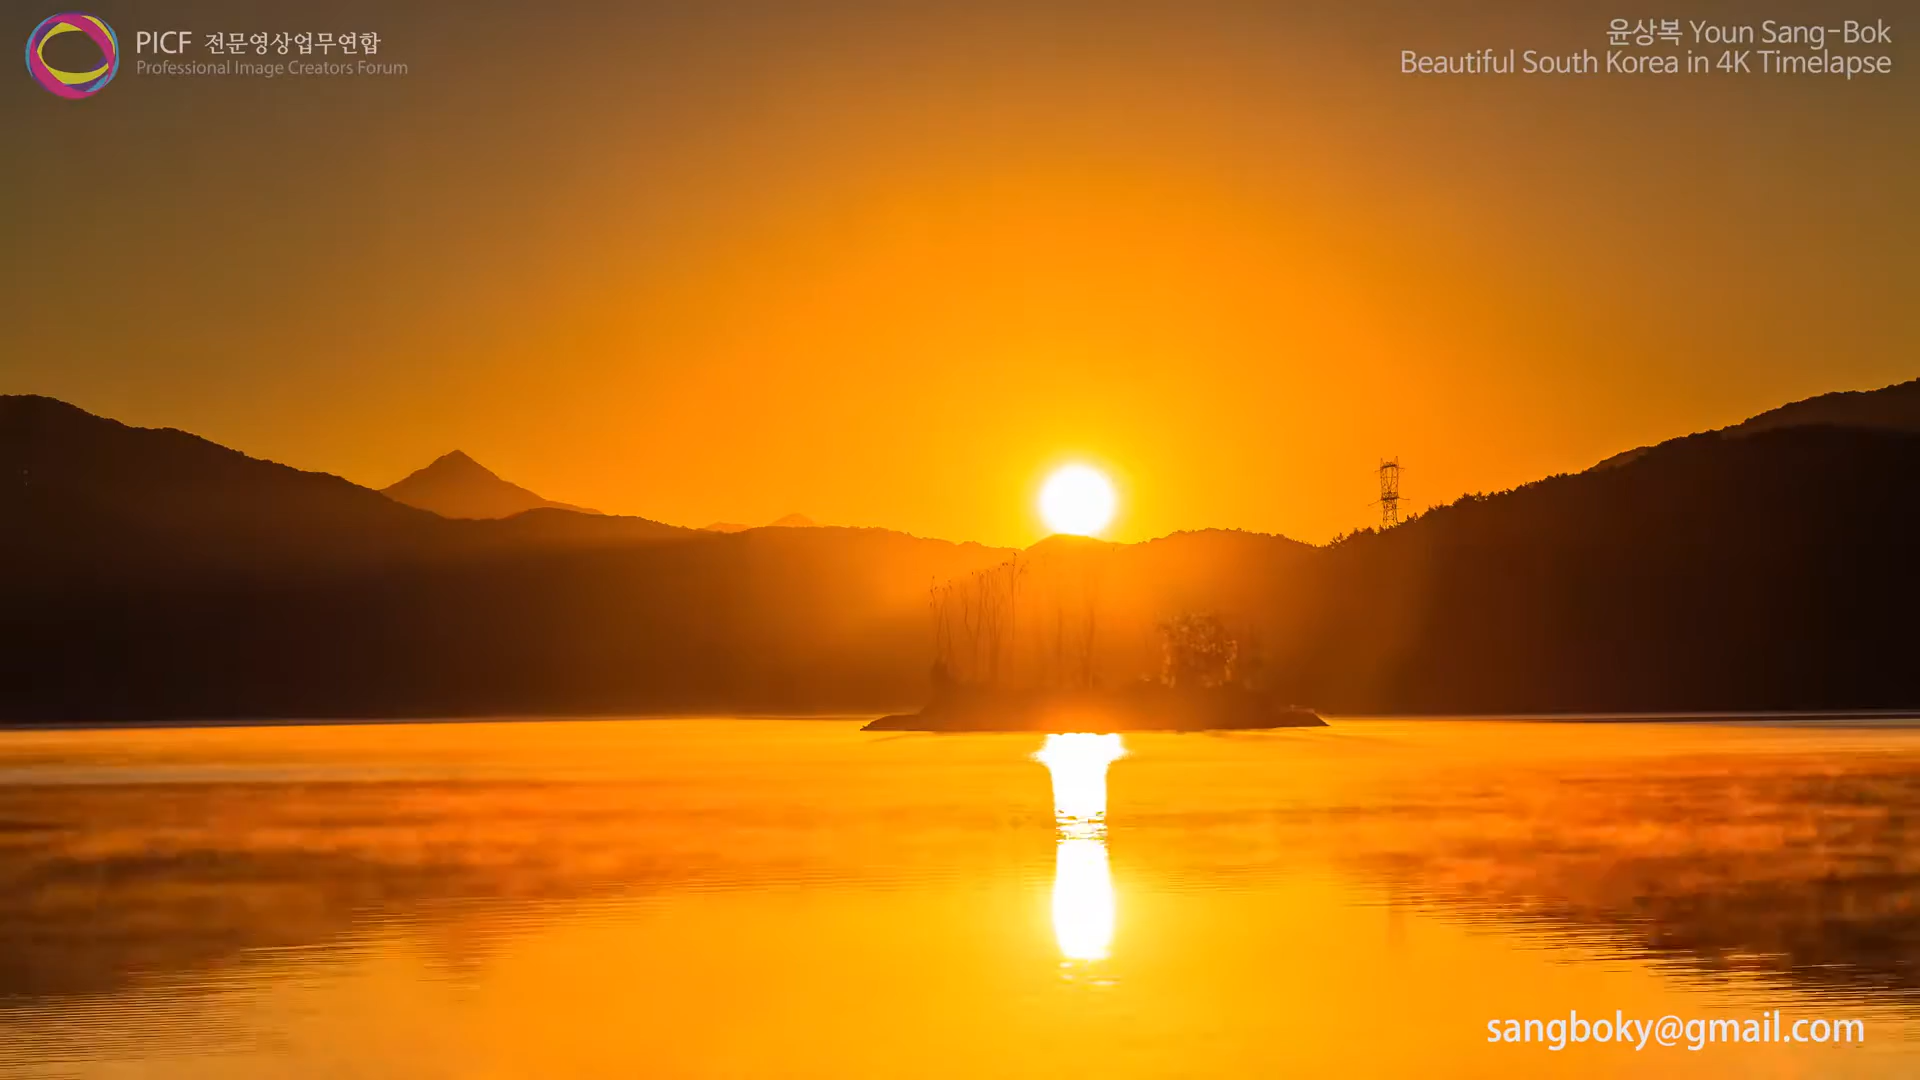 PICF 전문영상업무연합
Professional Image Creators Forum
윤상복 Youn Sang-Bok
Beautiful South Korea in 4K Timelapse
sangboky@gmail.com